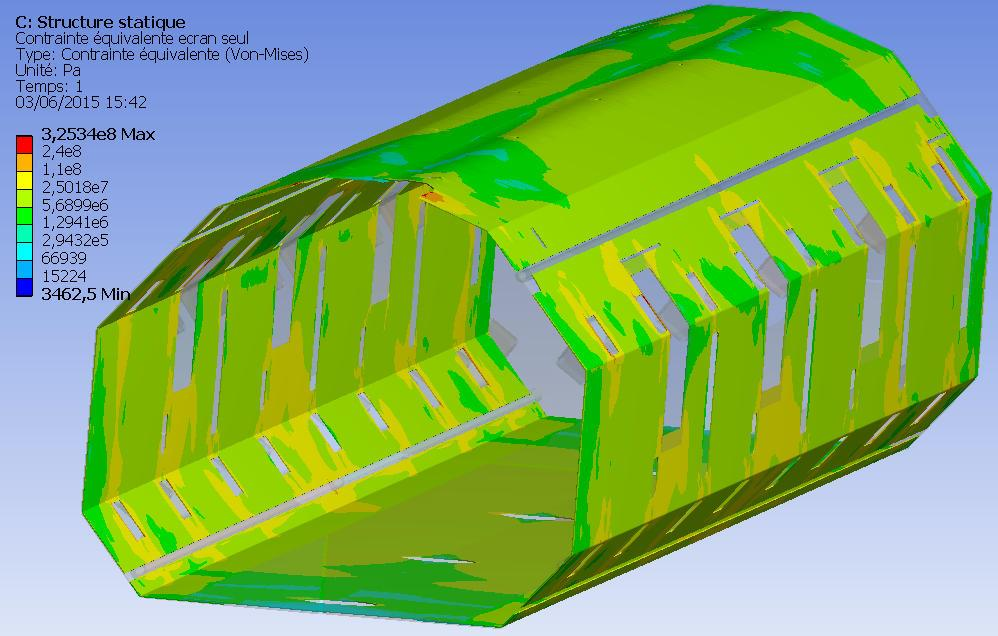 C: Structure statique
Contrainte équivalente ecran seul
Type: Contrainte équivalente (Von-Mises)
Unité: Pa
Temps: 1
03/06/2015 15:42
3,2534e8 Max
2,4e8
1,1e8
2,5018e7
5,6899e6
1,2941e6
2,9432e5
66939
15224
3462,5 Min